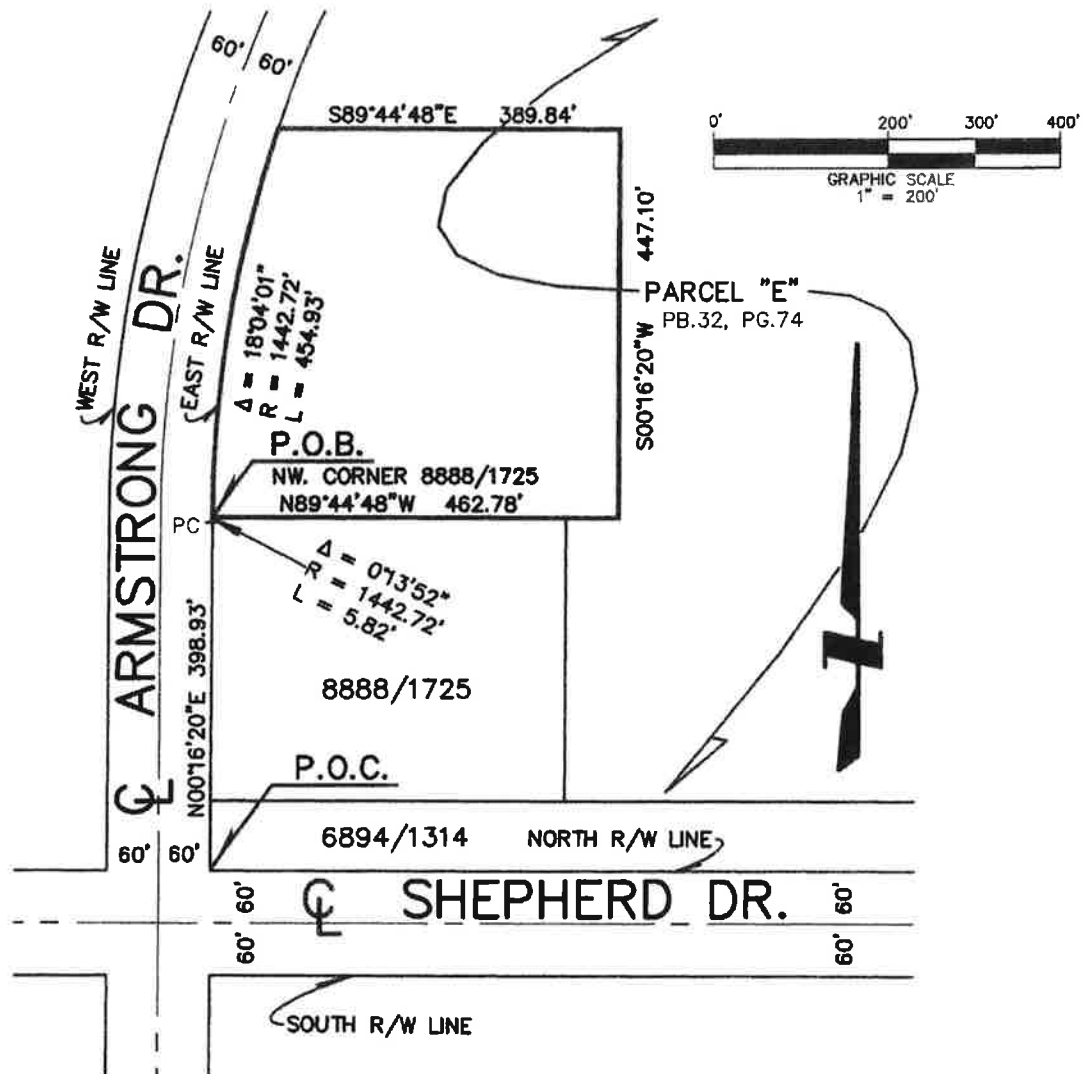 60' 60'
S89°44'48"E 389.84'
0' 200' 300' 400'
GRAPHIC SCALE
1" = 200'
447.10'
S00°16'20"W
PARCEL "E"
PB.32, PG.74
WEST R/W LINE
EAST R/W LINE
Δ = 18°04'01"
R = 1442.72'
L = 454.93'
P.O.B.
NW. CORNER 8888/1725
N89°44'48"W 462.78'
PC
Δ = 0°13'52"
R = 1442.72'
L = 5.82'
℄ ARMSTRONG DR.
N00°16'20"E 398.93'
8888/1725
P.O.C.
60' 60'
6894/1314 NORTH R/W LINE
60' ℄ SHEPHERD DR. 60'
60' 60'
SOUTH R/W LINE
N